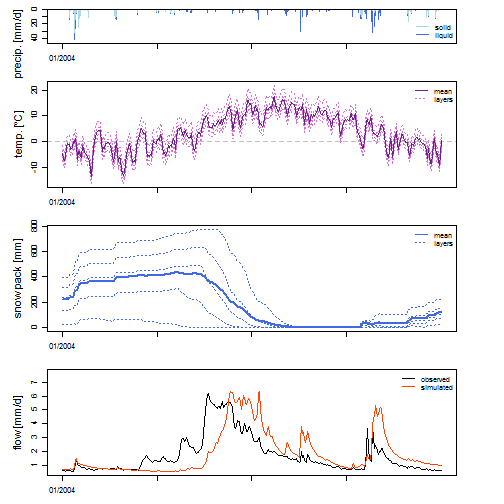 precip. [mm/d]
0
10
20
30
40
solid
liquid
01/2004
temp. [°C]
20
10
0
-10
mean
layers
01/2004
snowpack [mm]
800
600
400
200
0
mean
layers
01/2004
flow [mm/d]
7
6
5
4
3
2
1
observed
simulated
01/2004